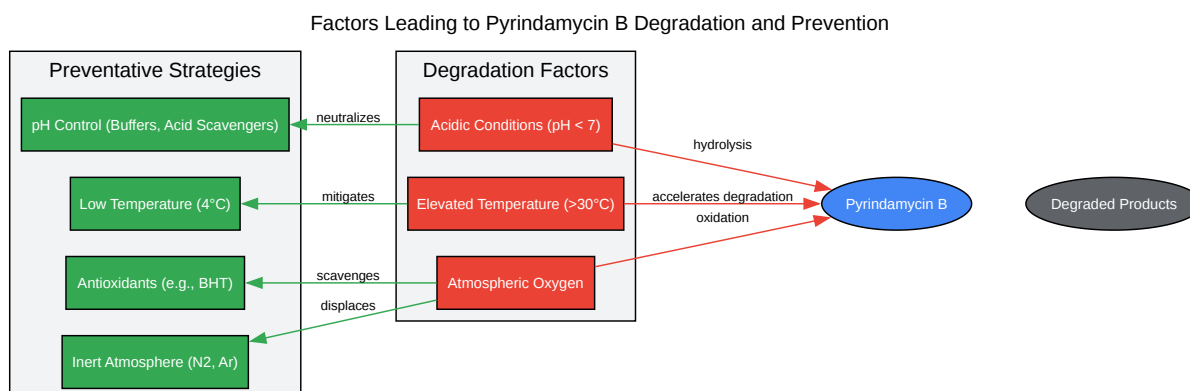 Factors Leading to Pyrindamycin B Degradation and Prevention
Preventative Strategies
Degradation Factors
pH Control (Buffers, Acid Scavengers)
neutralizes
Acidic Conditions (pH < 7)
hydrolysis
Low Temperature (4°C)
mitigates
Elevated Temperature (>30°C)
accelerates degradation
Pyrindamycin B
Degraded Products
oxidation
Antioxidants (e.g., BHT)
scavenges
Atmospheric Oxygen
displaces
Inert Atmosphere (N2, Ar)